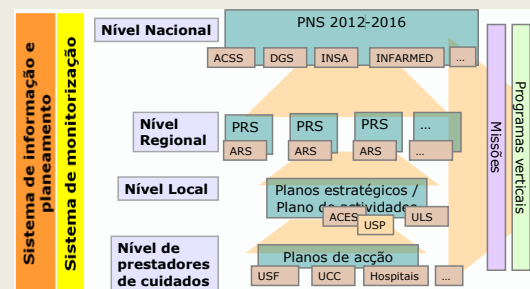 Sistema de informação e
planeamento
Sistema de monitorização
Nível Nacional
PNS 2012-2016
ACSS
DGS
INSA
INFARMED
...
Nível
Regional
PRS
PRS
PRS
...
ARS
ARS
ARS
...
Nível Local
Planos estratégicos /
Plano de actividades
ACES
USP
ULS
Nível de
prestadores
de cuidados
Planos de acção
USF
UCC
Hospitais
...
Missões
Programas verticais